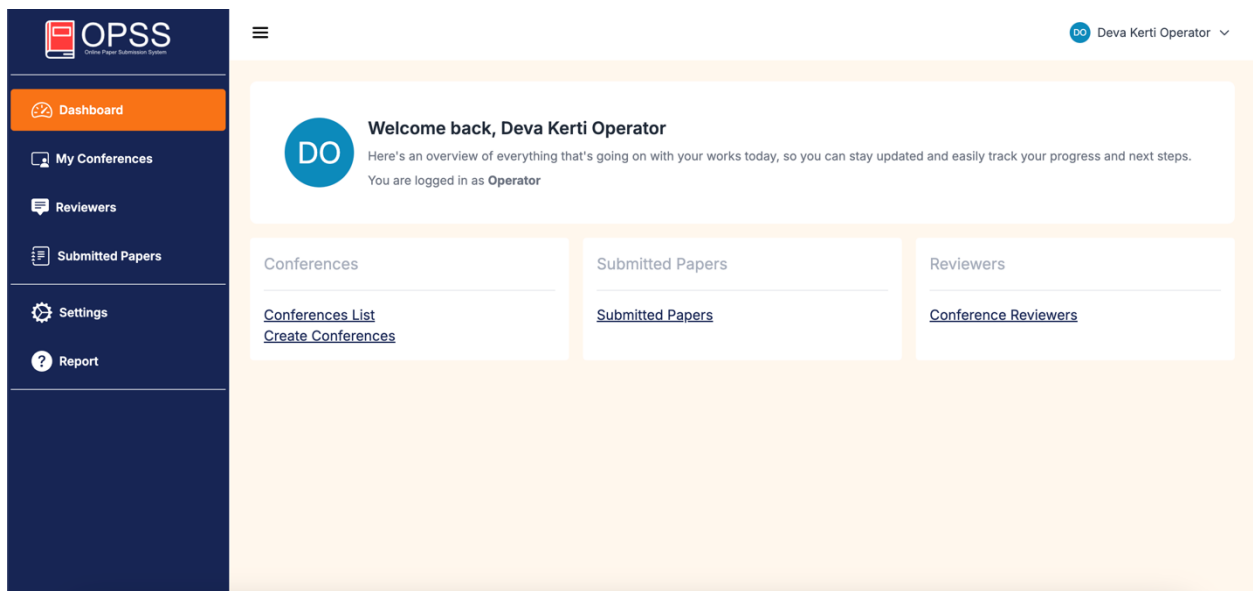 OPSS
Online Paper Submission System
DO Deva Kerti Operator
Dashboard
My Conferences
Reviewers
Submitted Papers
Settings
? Report
DO
Welcome back, Deva Kerti Operator
Here's an overview of everything that's going on with your works today, so you can stay updated and easily track your progress and next steps.
You are logged in as Operator
Conferences
Conferences List
Create Conferences
Submitted Papers
Submitted Papers
Reviewers
Conference Reviewers